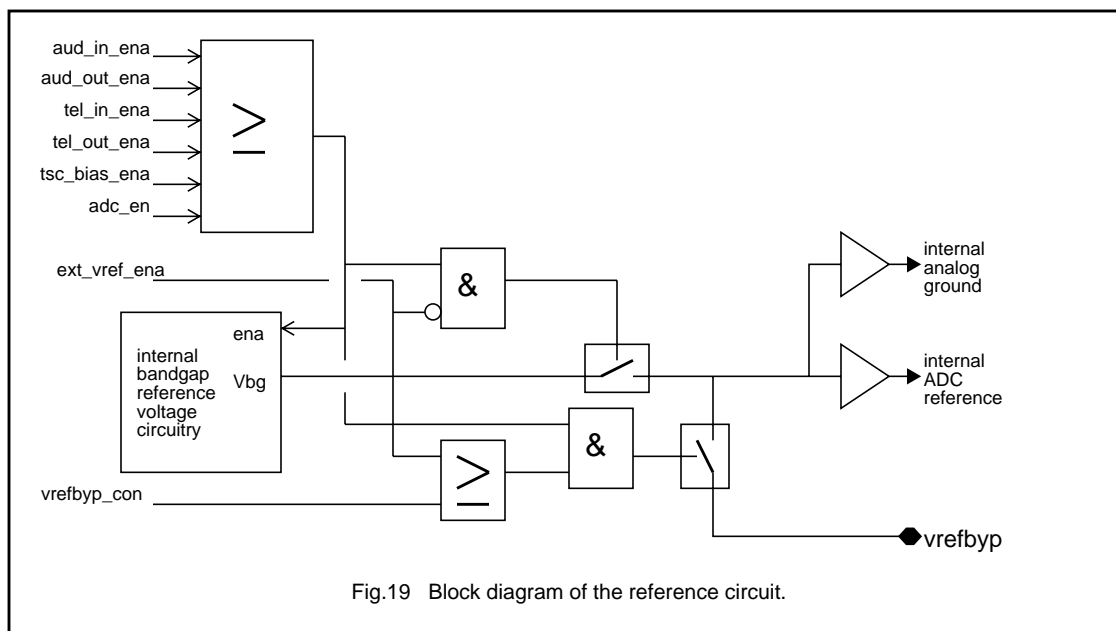 aud_in_ena
aud_out_ena
tel_in_ena
tel_out_ena
tsc_bias_ena
adc_en
≥
ext_vref_ena
&
internal
analog
ground
ena
internal
bandgap
reference
voltage
circuitry
Vbg
internal
ADC
reference
&
≥
vrefbyp_con
vrefbyp
Fig.19 Block diagram of the reference circuit.